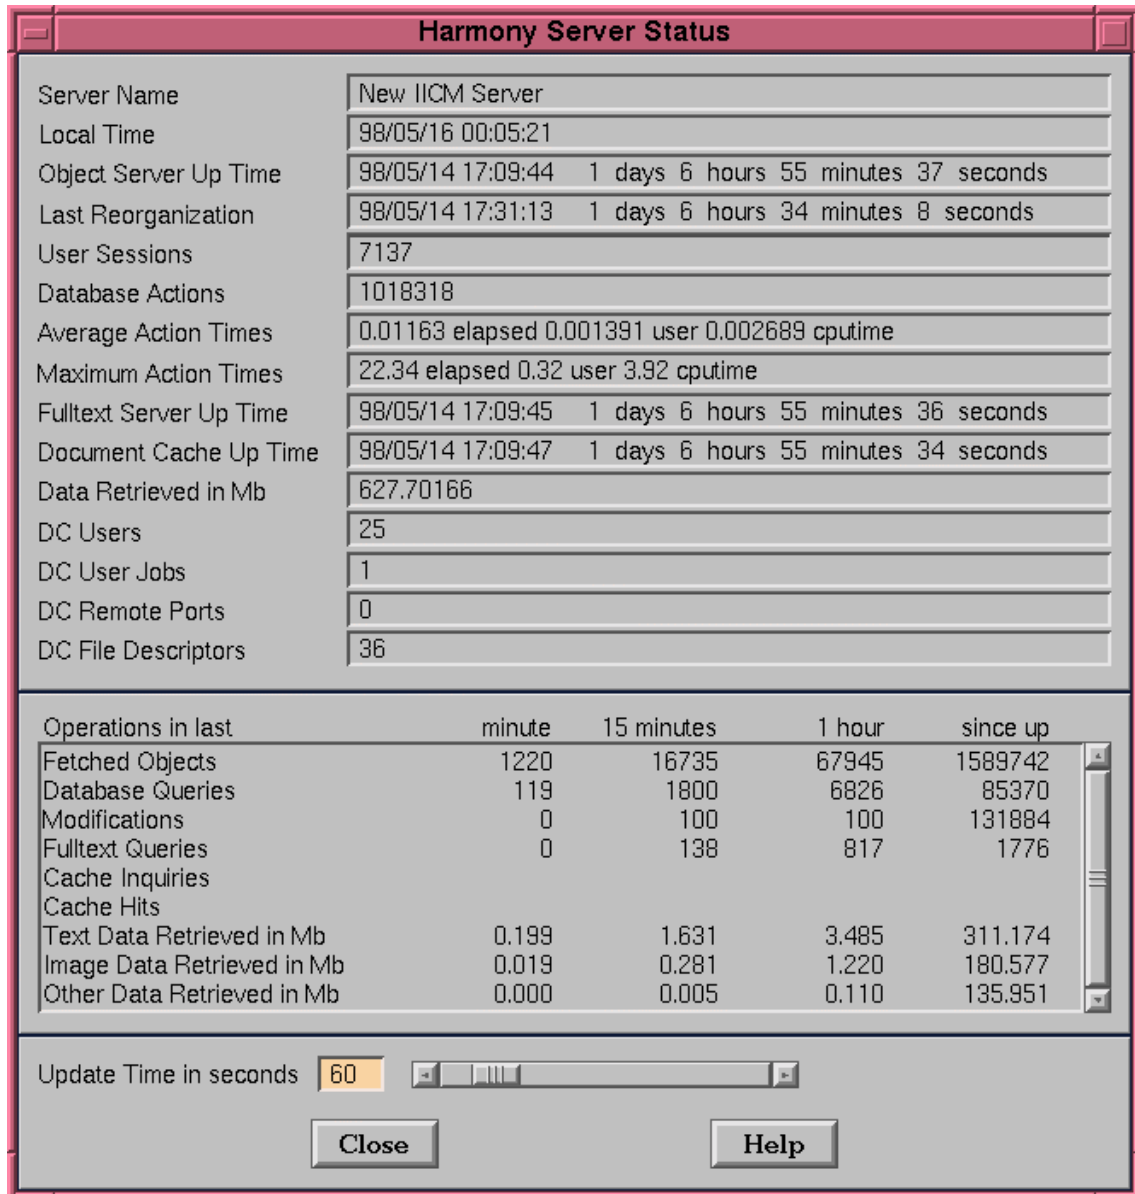 Harmony Server Status
Server Name New IICM Server
Local Time 98/05/16 00:05:21
Object Server Up Time 98/05/14 17:09:44 1 days 6 hours 55 minutes 37 seconds
Last Reorganization 98/05/14 17:31:13 1 days 6 hours 34 minutes 8 seconds
User Sessions 7137
Database Actions 1018318
Average Action Times 0.01163 elapsed 0.001391 user 0.002689 cputime
Maximum Action Times 22.34 elapsed 0.32 user 3.92 cputime
Fulltext Server Up Time 98/05/14 17:09:45 1 days 6 hours 55 minutes 36 seconds
Document Cache Up Time 98/05/14 17:09:47 1 days 6 hours 55 minutes 34 seconds
Data Retrieved in Mb 627.70166
DC Users 25
DC User Jobs 1
DC Remote Ports 0
DC File Descriptors 36
Operations in last minute 15 minutes 1 hour since up
Fetched Objects 1220 16735 67945 1589742
Database Queries 119 1800 6826 85370
Modifications 0 100 100 131884
Fulltext Queries 0 138 817 1776
Cache Inquiries
Cache Hits
Text Data Retrieved in Mb 0.199 1.631 3.485 311.174
Image Data Retrieved in Mb 0.019 0.281 1.220 180.577
Other Data Retrieved in Mb 0.000 0.005 0.110 135.951
Update Time in seconds 60
Close Help